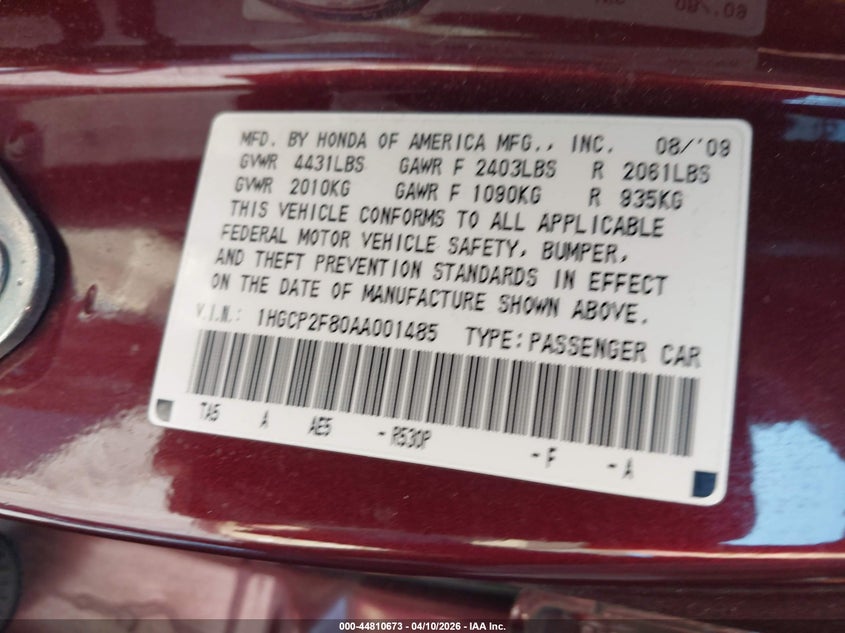 08/.09
MFD. BY HONDA OF AMERICA MFG., INC. 08/'09
GVWR 4431LBS GAWR F 2403LBS R 2061LBS
GVWR 2010KG GAWR F 1090KG R 935KG
THIS VEHICLE CONFORMS TO ALL APPLICABLE
FEDERAL MOTOR VEHICLE SAFETY, BUMPER,
AND THEFT PREVENTION STANDARDS IN EFFECT
ON THE DATE OF MANUFACTURE SHOWN ABOVE.
V.I.N.: 1HGCP2F80AA001485 TYPE: PASSENGER CAR
TA5 A AE5 - R530P - F - A
000-44810673 — 04/10/2026 — IAA Inc.